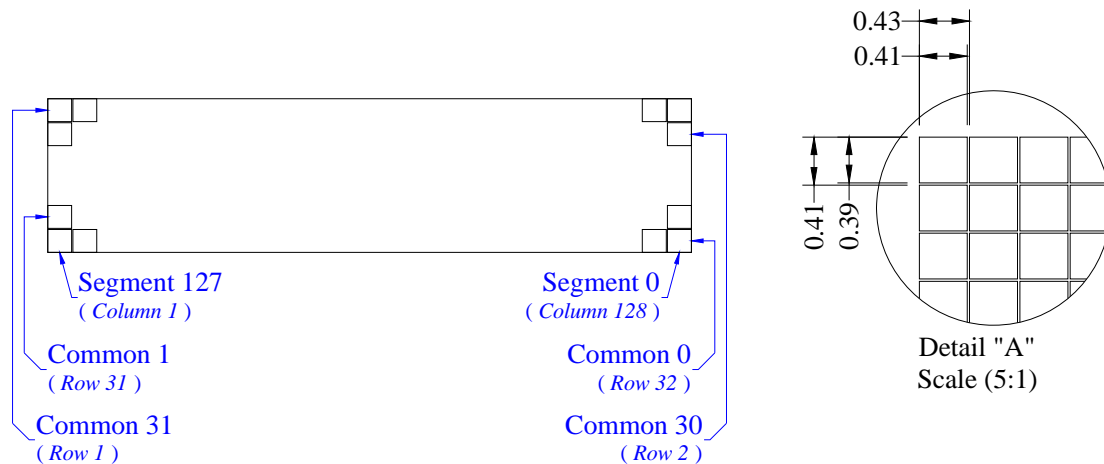 0.43
0.41
0.41
0.39
Segment 127
( Column 1 )
Segment 0
( Column 128 )
Common 1
( Row 31 )
Common 0
( Row 32 )
Common 31
( Row 1 )
Common 30
( Row 2 )
Detail "A"
Scale (5:1)